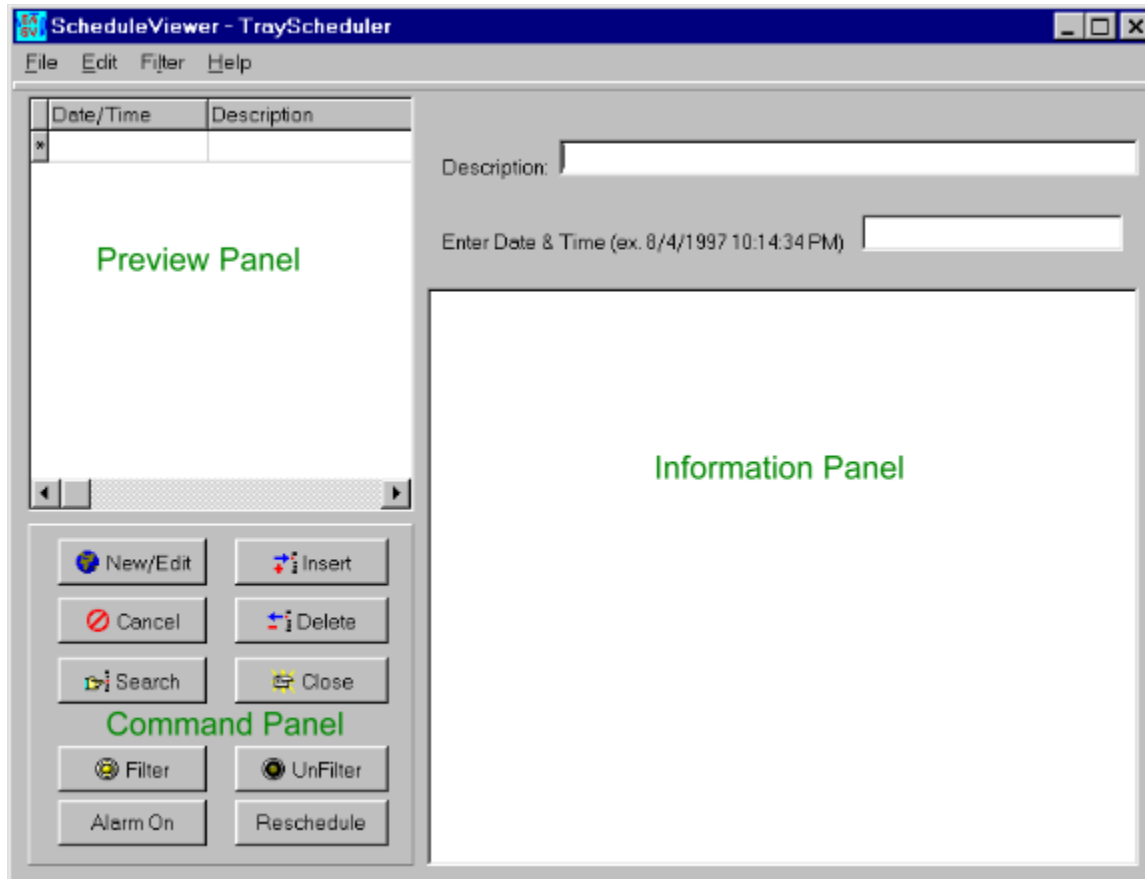 ScheduleViewer - TrayScheduler
File Edit Filter Help
Date/Time Description
*
Preview Panel
Description:
Enter Date & Time (ex. 8/4/1997 10:14:34 PM)
Information Panel
New/Edit Insert
Cancel Delete
Search Close
Command Panel
Filter UnFilter
Alarm On Reschedule